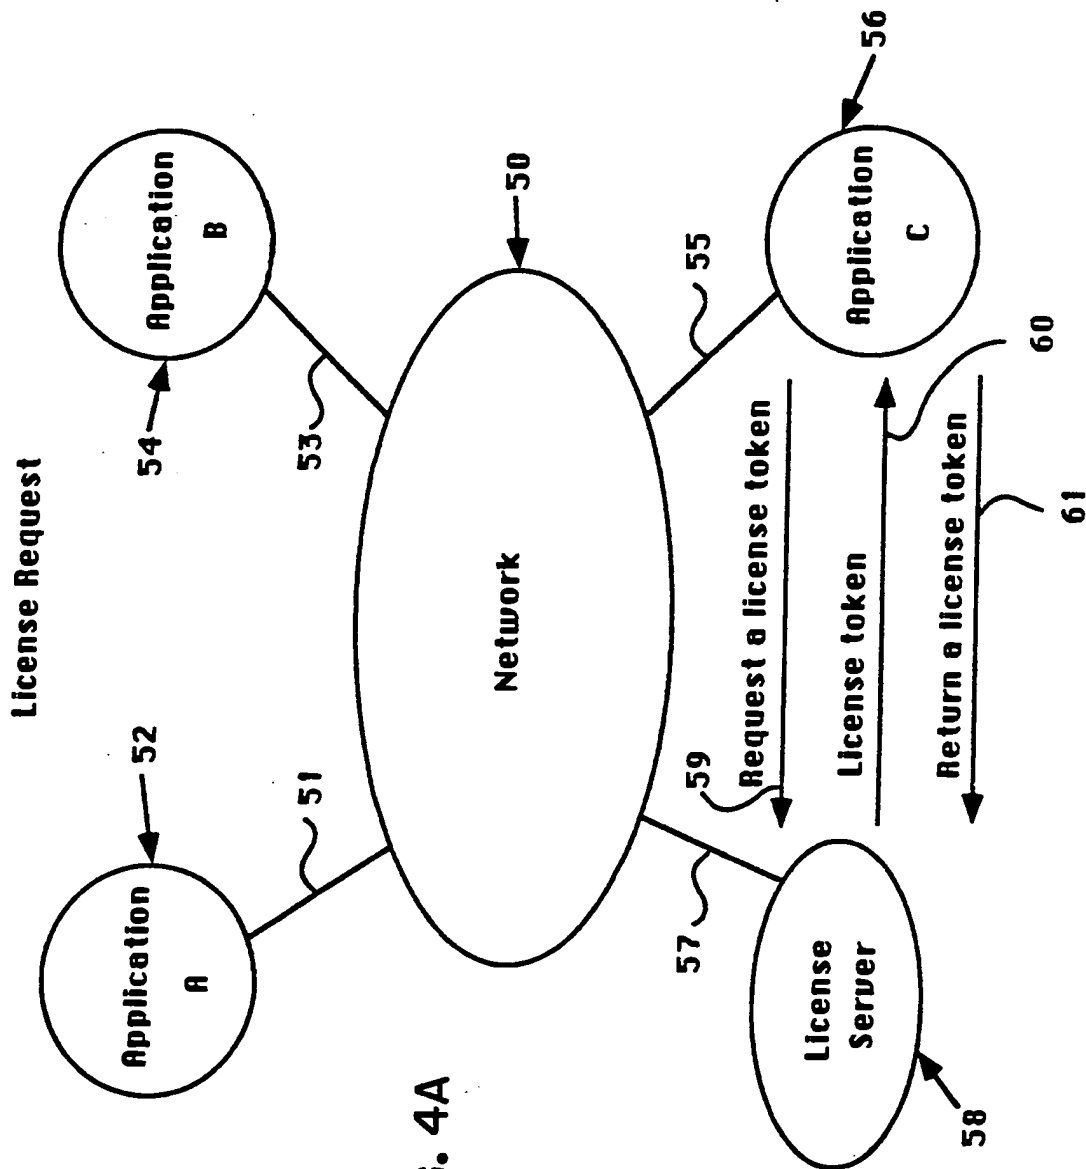 License Request
52
Application
A
51
54
Application
B
53
Network
50
57
License
Server
58
59
Request a license token
License token
Return a license token
55
Application
C
56
60
61
. 4A